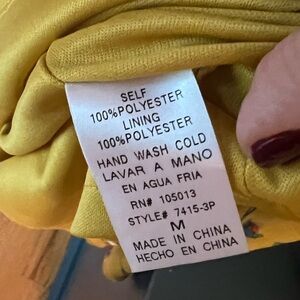 SELF
100%POLYESTER
LINING
100%POLYESTER
HAND WASH COLD
LAVAR A MANO
EN AGUA FRIA
RN# 105013
STYLE# 7415-3P
M
MADE IN CHINA
HECHO EN CHINA